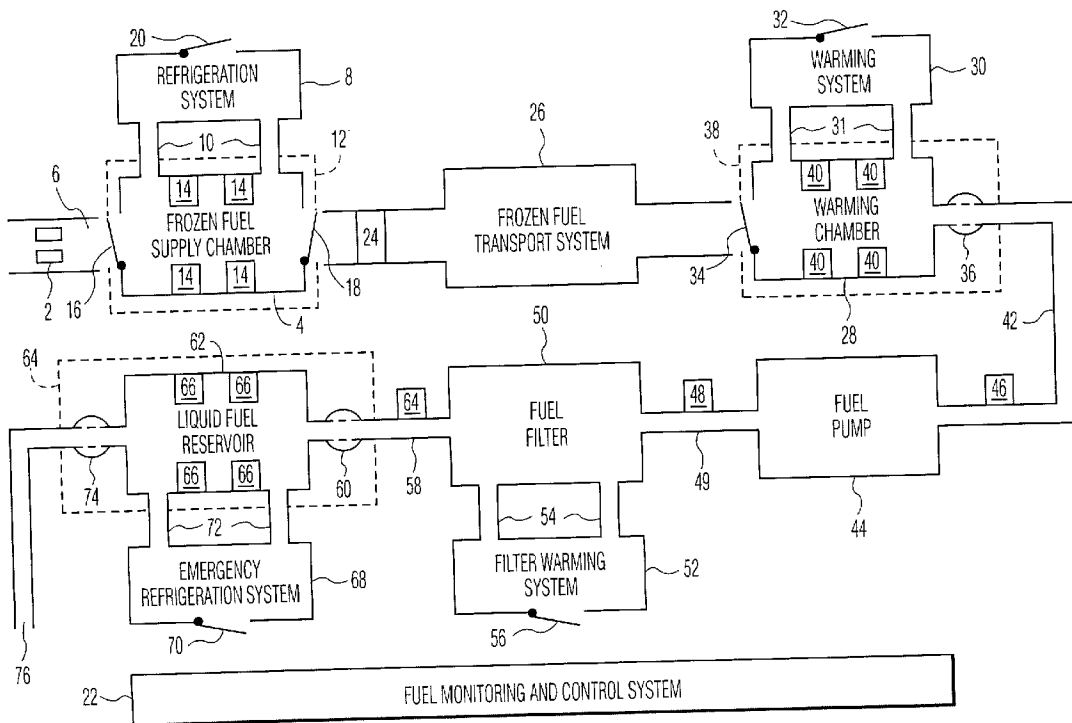 20
REFRIGERATION
SYSTEM
8
10
12
6
14 14
FROZEN FUEL
SUPPLY CHAMBER
14 14
2
16
4
18
24
26
FROZEN FUEL
TRANSPORT SYSTEM
32
WARMING
SYSTEM
30
31
38
40 40
WARMING
CHAMBER
40 40
34
36
28
42
64
62
66 66
LIQUID FUEL
RESERVOIR
66 66
74
60
72
EMERGENCY
REFRIGERATION SYSTEM
68
70
76
64
58
50
FUEL
FILTER
54
FILTER WARMING
SYSTEM
52
56
48
49
FUEL
PUMP
44
46
22
FUEL MONITORING AND CONTROL SYSTEM